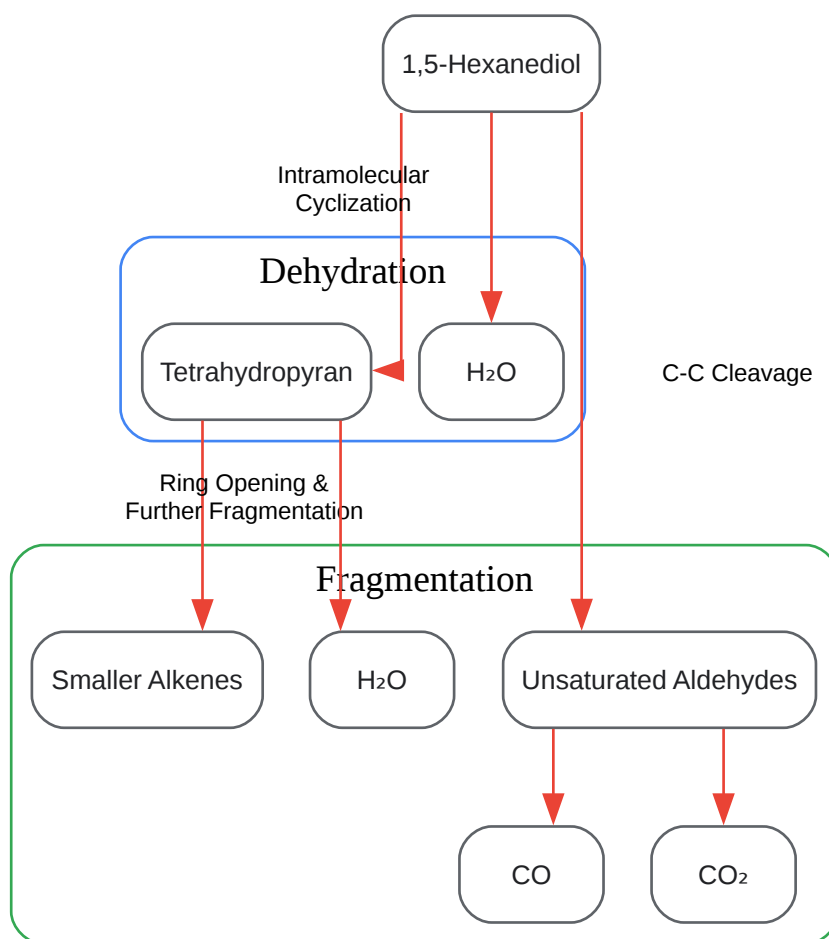 1,5-Hexanediol
Intramolecular
Cyclization
Dehydration
Tetrahydropyran
H₂O
C-C Cleavage
Ring Opening &
Further Fragmentation
Fragmentation
Smaller Alkenes
H₂O
Unsaturated Aldehydes
CO
CO₂